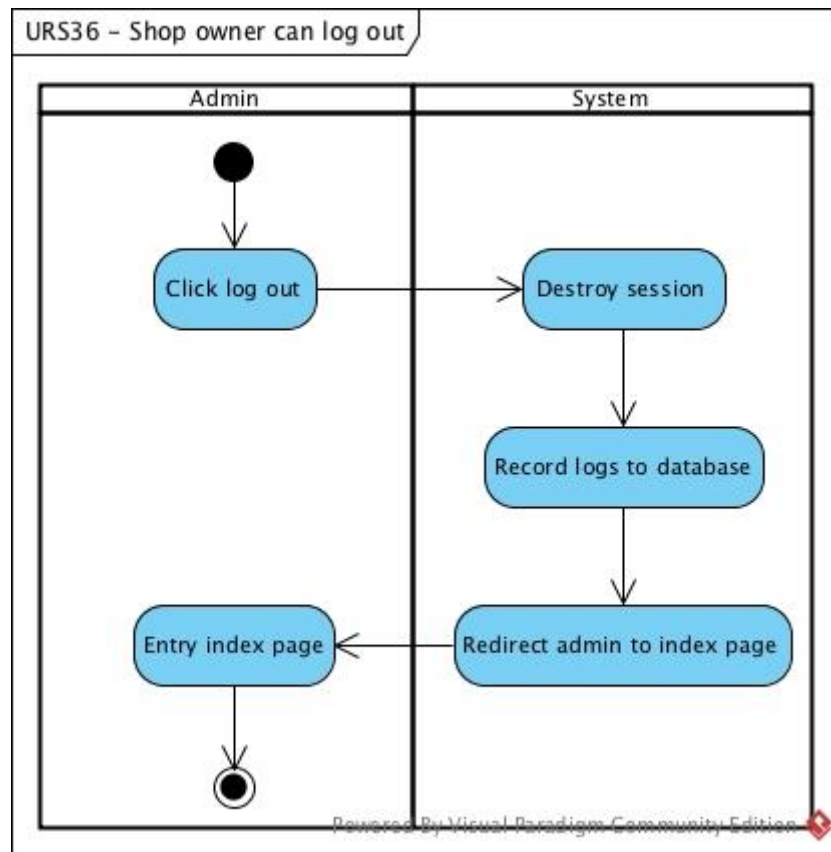 URS36 – Shop owner can log out
Admin
System
Click log out
Destroy session
Record logs to database
Redirect admin to index page
Entry index page
Powered By Visual Paradigm Community Edition